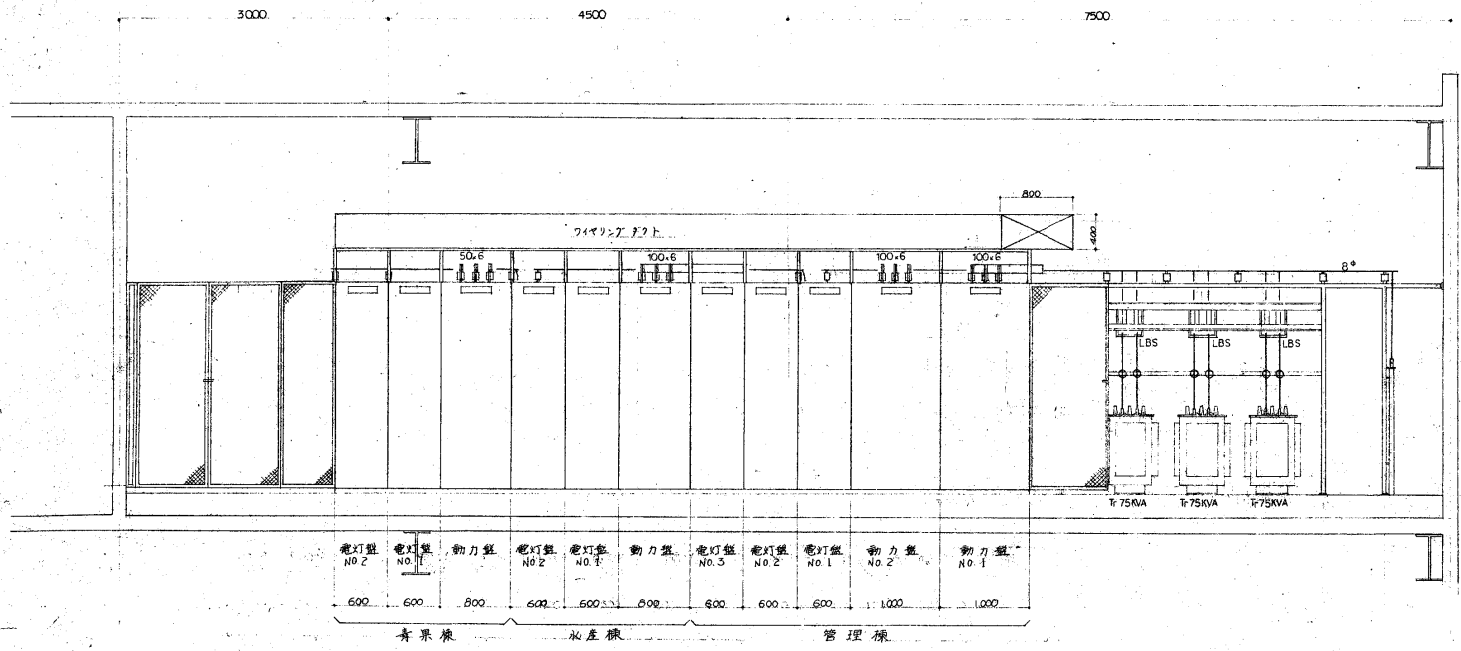 3000
4500
7500
800
400
ワイヤリングダクト
50×6
100×6
100×6
100×6
8φ
LBS
LBS
LBS
Tr 75KVA
Tr 75KVA
Tr 75KVA
電灯盤 電灯盤 動力盤 電灯盤 電灯盤 動力盤 電灯盤 電灯盤 電灯盤 動力盤 動力盤
NO.2 NO.1 NO.2 NO.1 NO.3 NO.2 NO.1 NO.2 NO.1
600 600 800 600 600 800 600 600 600 1,000 1,000
青果棟 水産棟 管理棟